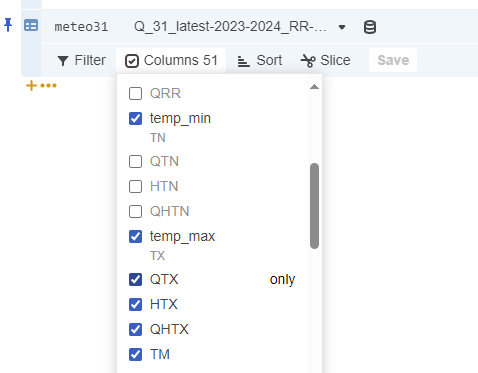 meteo31 Q_31_latest-2023-2024_RR-...
Filter Columns 51 Sort Slice Save
QRR
temp_min
TN
QTN
HTN
QHTN
temp_max
TX
QTX only
HTX
QHTX
TM